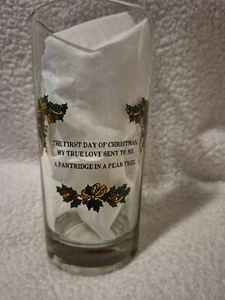 THE FIRST DAY OF CHRISTMAS,
MY TRUE LOVE SENT TO ME
A PARTRIDGE IN A PEAR TREE.